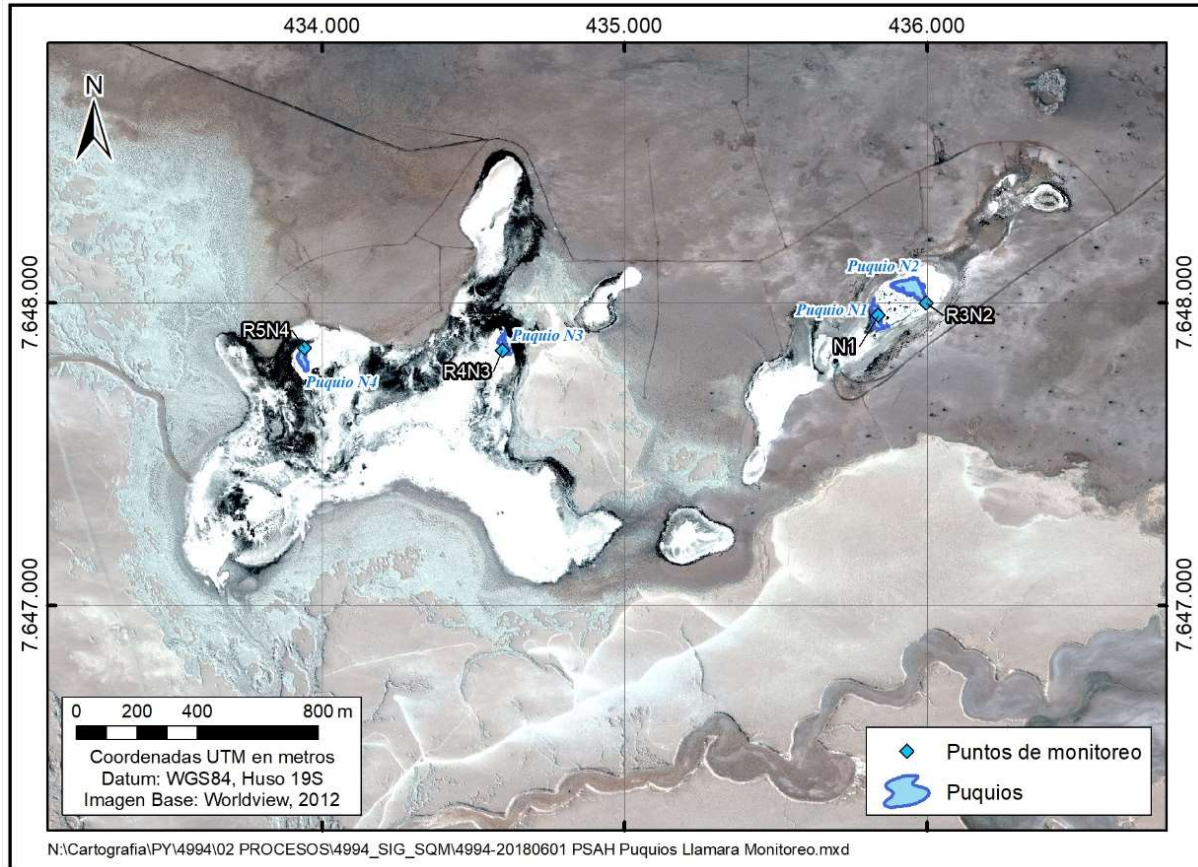 434.000
435.000
436.000
N
7.648.000
7.648.000
Puquio N2
Puquio N1
R3N2
N1
R5N4
Puquio N3
R4N3
Puquio N4
7.647.000
7.647.000
0 200 400 800 m
Coordenadas UTM en metros
Datum: WGS84, Huso 19S
Imagen Base: Worldview, 2012
Puntos de monitoreo
Puquios
N:\Cartografia\PY\4994\02 PROCESOS\4994_SIG_SQM\4994-20180601 PSAH Puquios Llamara Monitoreo.mxd